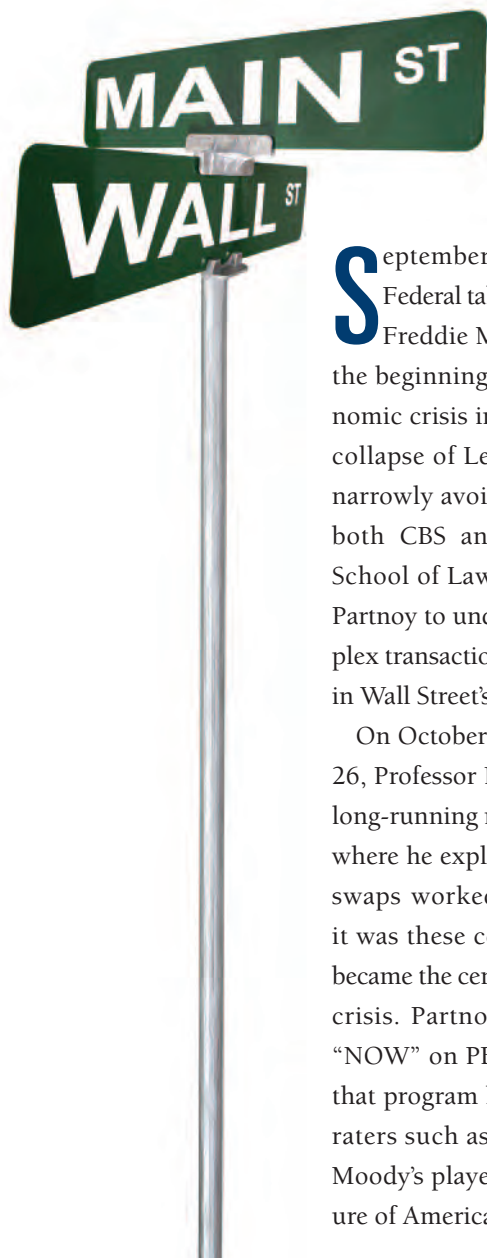 MAIN ST
WALL ST
September
Federal ta
Freddie M
the beginning
nomic crisis in
collapse of Le
narrowly avoi
both CBS an
School of Law
Partnoy to und
plex transactio
in Wall Street’s
On October
26, Professor
long-running
where he expl
swaps worked
it was these c
became the cen
crisis. Partno
“NOW” on P
that program
raters such as
Moody’s playe
ure of America